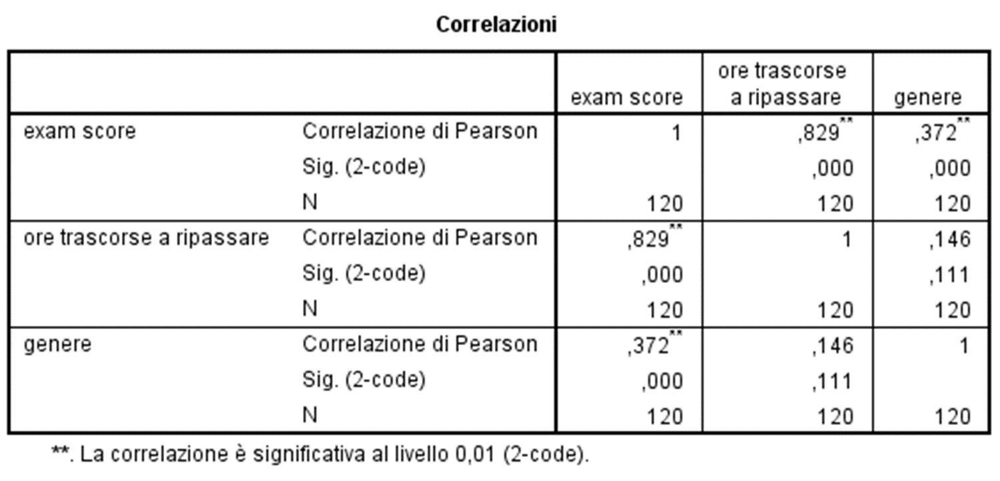 Correlazioni
exam score ore trascorse a ripassare genere
exam score Correlazione di Pearson 1 ,829** ,372**
Sig. (2-code) ,000 ,000
N 120 120 120
ore trascorse a ripassare Correlazione di Pearson ,829** 1 ,146
Sig. (2-code) ,000 ,111
N 120 120 120
genere Correlazione di Pearson ,372** ,146 1
Sig. (2-code) ,000 ,111
N 120 120 120
**. La correlazione è significativa al livello 0,01 (2-code).